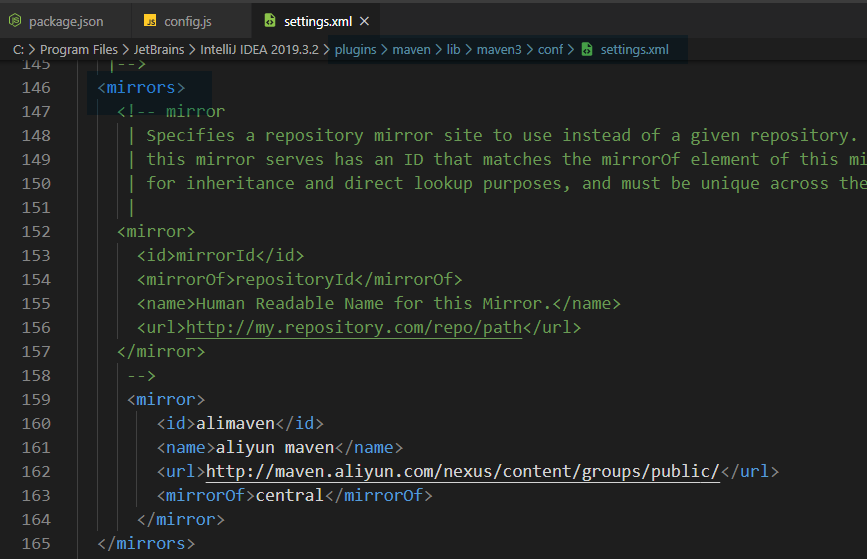 package.json
config.js
settings.xml
C: > Program Files > JetBrains > IntelliJ IDEA 2019.3.2 > plugins > maven > lib > maven3 > conf > settings.xml
145 |-->
146 <mirrors>
147 <!-- mirror
148 | Specifies a repository mirror site to use instead of a given repository.
149 | this mirror serves has an ID that matches the mirrorOf element of this
150 | for inheritance and direct lookup purposes, and must be unique across the
151 |
152 <mirror>
153 <id>mirrorId</id>
154 <mirrorOf>repositoryId</mirrorOf>
155 <name>Human Readable Name for this Mirror.</name>
156 <url>http://my.repository.com/repo/path</url>
157 </mirror>
158 -->
159 <mirror>
160 <id>alimaven</id>
161 <name>aliyun maven</name>
162 <url>http://maven.aliyun.com/nexus/content/groups/public/</url>
163 <mirrorOf>central</mirrorOf>
164 </mirror>
165 </mirrors>